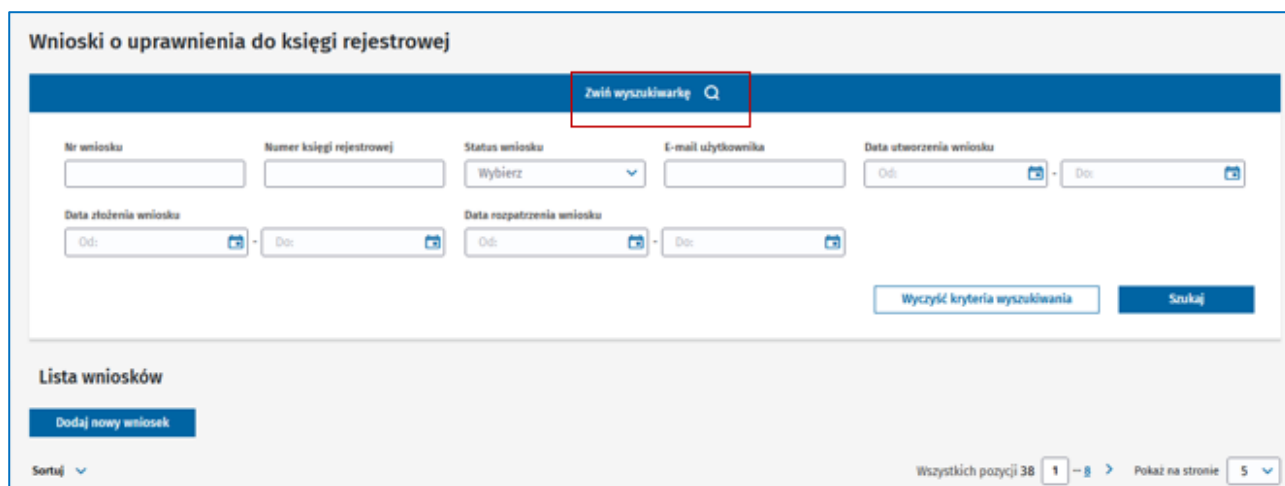 Wnioski o uprawnienia do księgi rejestrowej
Zwiń wyszukiwarkę
Nr wniosku Numer księgi rejestrowej Status wniosku E-mail użytkownika Data utworzenia wniosku
Wybierz Od: - Do:
Data złożenia wniosku Data rozpatrzenia wniosku
Od: - Do: Od: - Do:
Wyczyść kryteria wyszukiwania Szukaj
Lista wniosków
Dodaj nowy wniosek
Sortuj Wszystkich pozycji 38 1 – 8 > Pokaż na stronie 5